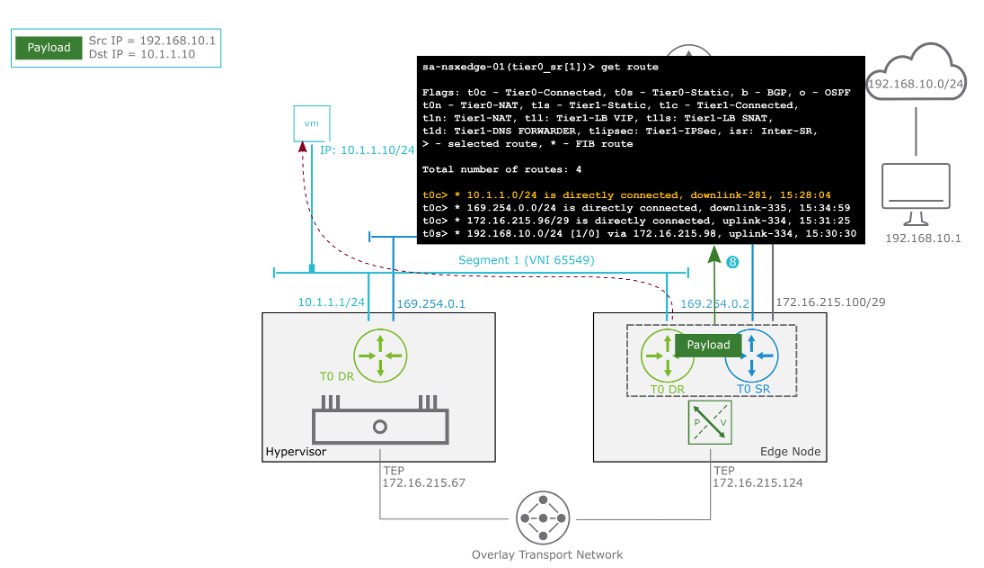 Payload
Src IP = 192.168.10.1
Dst IP = 10.1.1.10
sa-nsxedge-01(tier0_sr[1])> get route
Flags: t0c - Tier0-Connected, t0s - Tier0-Static, b - BGP, o - OSPF
t0n - Tier0-NAT, t1s - Tier1-Static, t1c - Tier1-Connected,
t1n: Tier1-NAT, t1l: Tier1-LB VIP, t1ls: Tier1-LB SNAT,
t1d: Tier1-DNS FORWARDER, t1ipsec: Tier1-IPSec, isr: Inter-SR,
> - selected route, * - FIB route
Total number of routes: 4
t0c> * 10.1.1.0/24 is directly connected, downlink-281, 15:28:04
t0c> * 169.254.0.0/24 is directly connected, downlink-335, 15:34:59
t0c> * 172.16.215.96/29 is directly connected, uplink-334, 15:31:25
t0s> * 192.168.10.0/24 [1/0] via 172.16.215.98, uplink-334, 15:30:30
192.168.10.0/24
vm
IP: 10.1.1.10/24
192.168.10.1
Segment 1 (VNI 65549)
8
10.1.1.1/24
169.254.0.1
169.254.0.2
172.16.215.100/29
Payload
T0 DR
T0 DR
T0 SR
P V
Hypervisor
Edge Node
TEP
172.16.215.67
TEP
172.16.215.124
Overlay Transport Network